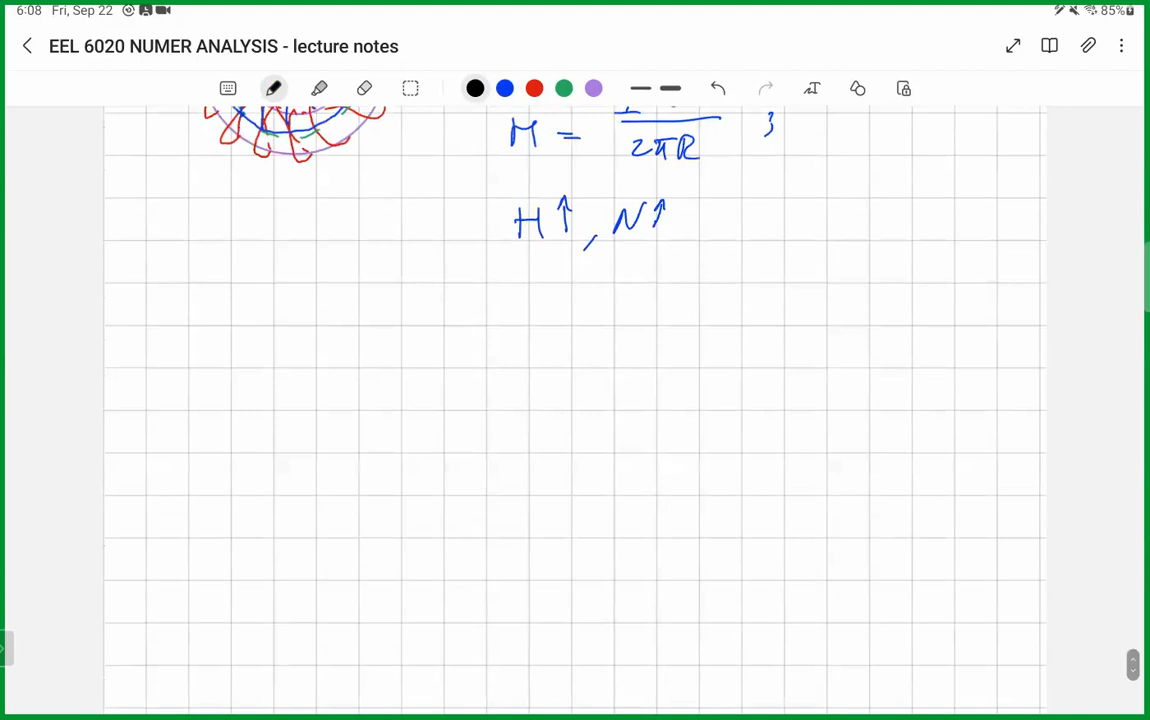 6:08 Fri, Sep 22 85%
EEL 6020 NUMER ANALYSIS - lecture notes
H = 
2πR ;
H↑, N↑